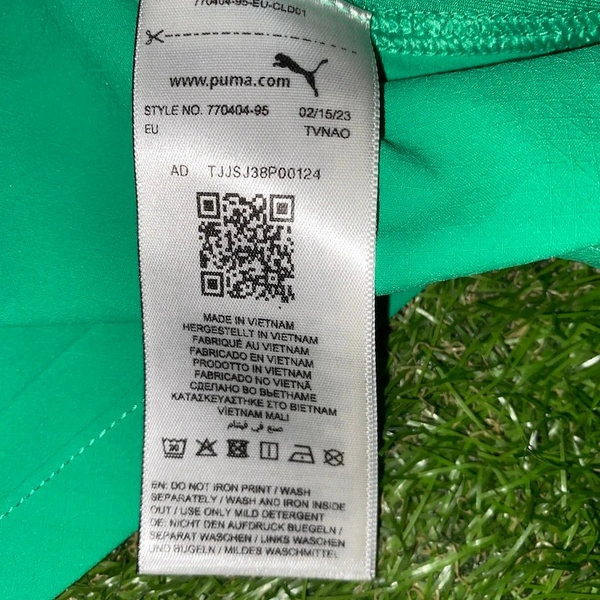 770404-95-EU-CLD01
www.puma.com
STYLE NO. 770404-95 02/15/23
EU TVNAO
AD TJJSJ38P00124
MADE IN VIETNAM
HERGESTELLT IN VIETNAM
FABRIQUÉ AU VIETNAM
FABRICADO EN VIETNAM
PRODOTTO IN VIETNAM
FABRICADO NO VIETNÃ
СДЕЛАНО ВО ВЬЕТНАМЕ
ΚΑΤΑΣΚΕΥΑΣΤΗΚΕ ΣΤΟ ΒΙΕΤΝΑΜ
VIETNAM MALI
صنع في فيتنام
EN: DO NOT IRON PRINT / WASH
SEPARATELY / WASH AND IRON INSIDE
OUT / USE ONLY MILD DETERGENT
DE: NICHT DEN AUFDRUCK BUEGELN /
SEPARAT WASCHEN / LINKS WASCHEN
UND BUGELN / MILDES WASCHMITTEL